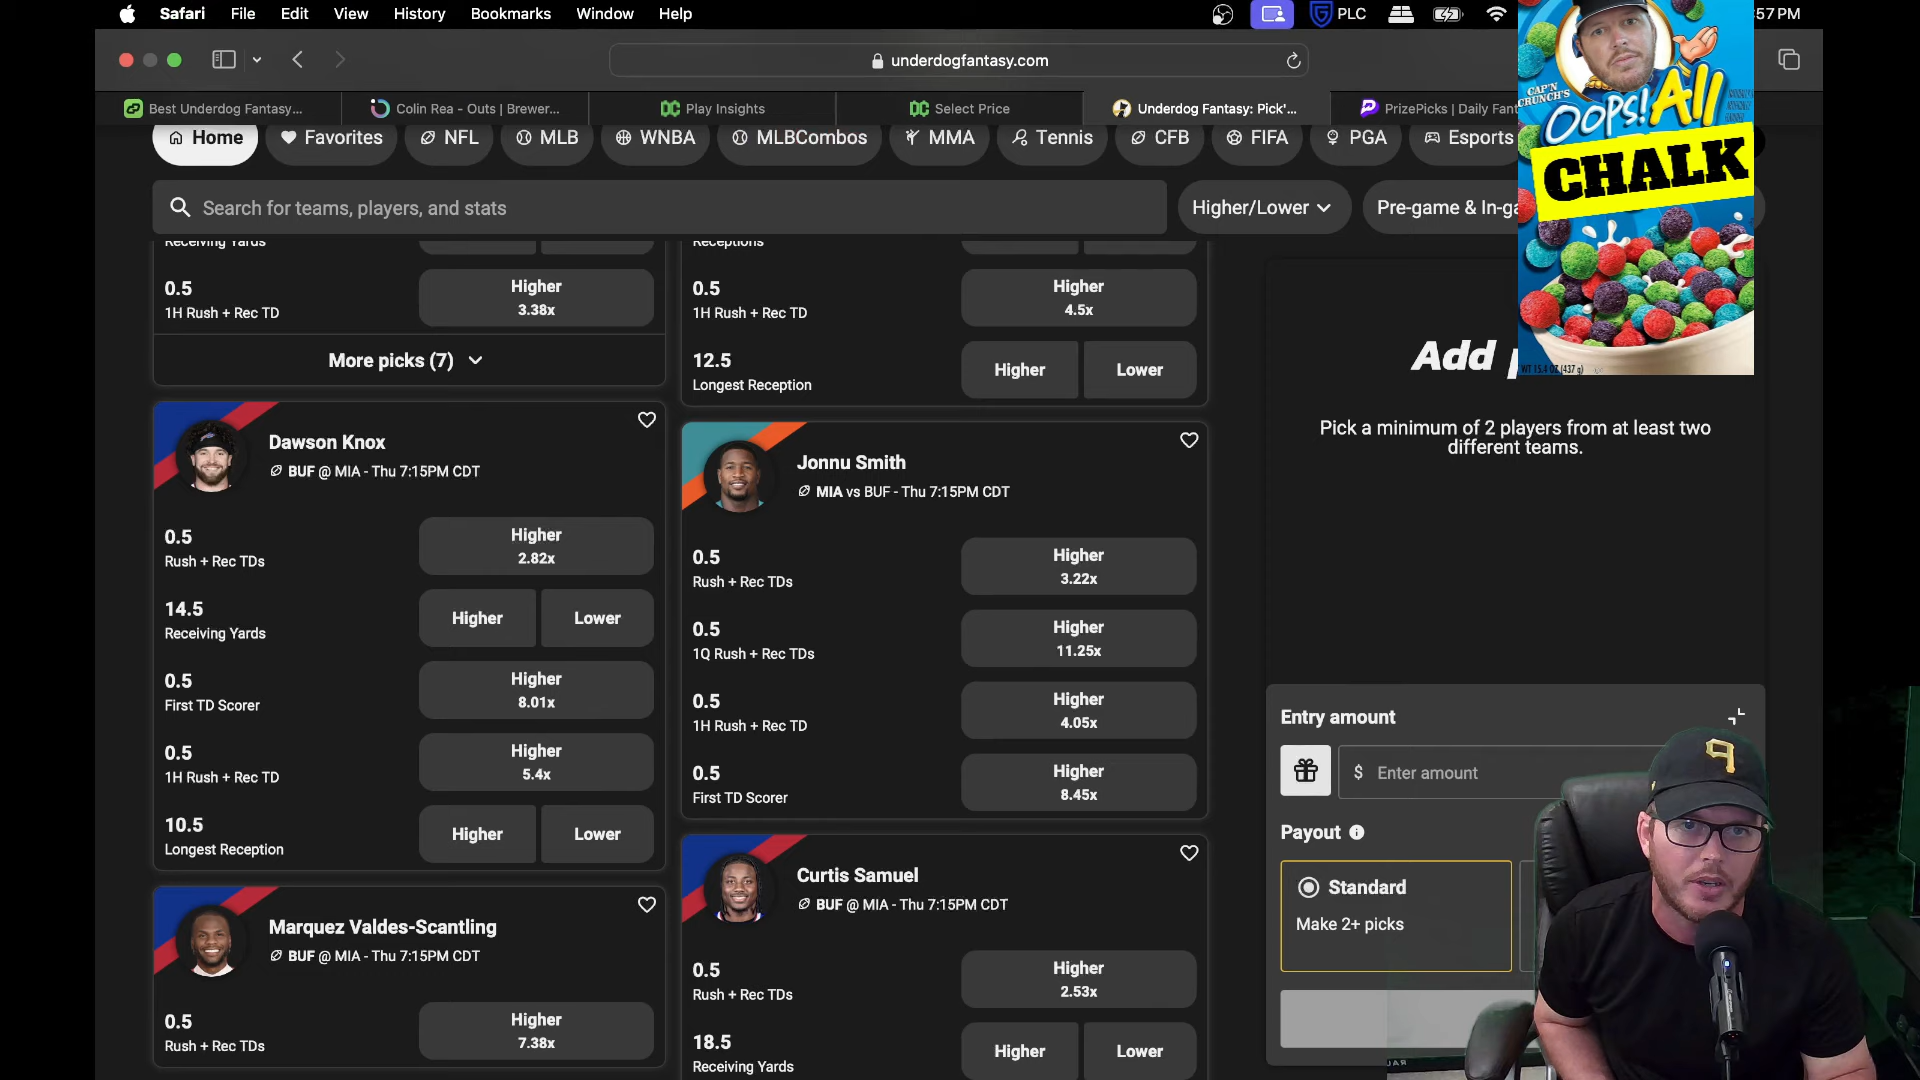 Safari File Edit View History Bookmarks Window Help
PLC
:57 PM
underdogfantasy.com
Best Underdog Fantasy...
Colin Rea - Outs | Brewer...
Play Insights
Select Price
Underdog Fantasy: Pick'...
PrizePicks | Daily Fant
Home
Favorites
NFL
MLB
WNBA
MLBCombos
MMA
Tennis
CFB
FIFA
PGA
Esports
Search for teams, players, and stats
Higher/Lower
Pre-game & In-ga
Receiving Yards
0.5
1H Rush + Rec TD
Higher
3.38x
More picks (7)
Dawson Knox
BUF @ MIA - Thu 7:15PM CDT
0.5
Rush + Rec TDs
Higher
2.82x
14.5
Receiving Yards
Higher
Lower
0.5
First TD Scorer
Higher
8.01x
0.5
1H Rush + Rec TD
Higher
5.4x
10.5
Longest Reception
Higher
Lower
Marquez Valdes-Scantling
BUF @ MIA - Thu 7:15PM CDT
0.5
Rush + Rec TDs
Higher
7.38x
Receptions
0.5
1H Rush + Rec TD
Higher
4.5x
12.5
Longest Reception
Higher
Lower
Jonnu Smith
MIA vs BUF - Thu 7:15PM CDT
0.5
Rush + Rec TDs
Higher
3.22x
0.5
1Q Rush + Rec TDs
Higher
11.25x
0.5
1H Rush + Rec TD
Higher
4.05x
0.5
First TD Scorer
Higher
8.45x
Curtis Samuel
BUF @ MIA - Thu 7:15PM CDT
0.5
Rush + Rec TDs
Higher
2.53x
18.5
Receiving Yards
Higher
Lower
Add p
Pick a minimum of 2 players from at least two
different teams.
Entry amount
$ Enter amount
Payout
Standard
Make 2+ picks
CAP'N
CRUNCH'S
OOPS! All
CHALK
WT 15.4 OZ (437 g)
P